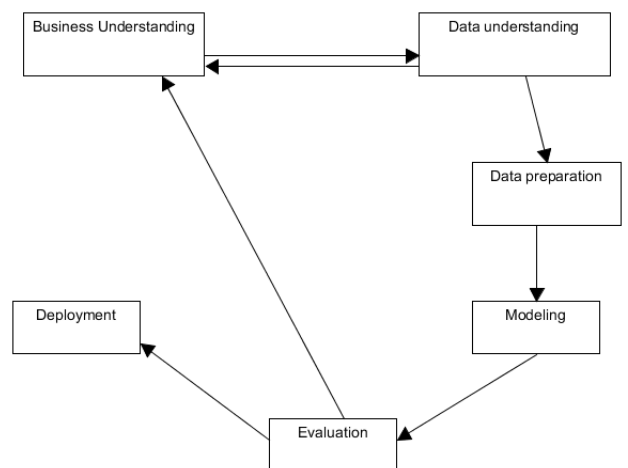 Business Understanding
Data understanding
Data preparation
Modeling
Deployment
Evaluation